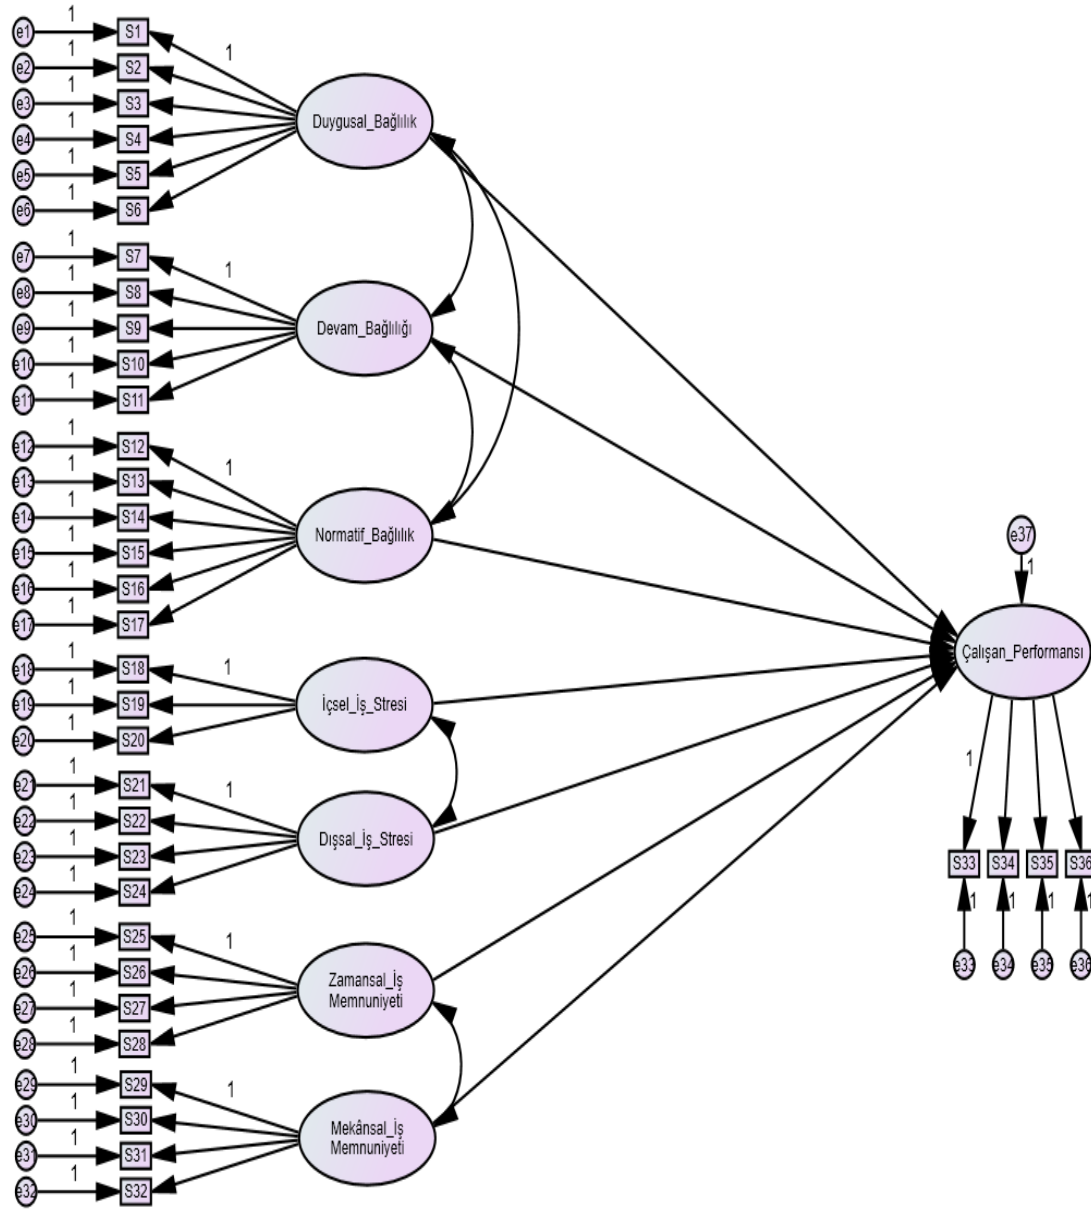 e1 1 S1
e2 1 S2
e3 1 S3
e4 1 S4
e5 1 S5
e6 1 S6
1
Duygusal_Bağlılık
e7 1 S7
e8 1 S8
e9 1 S9
e10 1 S10
e11 1 S11
1
Devam_Bağlılığı
e12 1 S12
e13 1 S13
e14 1 S14
e15 1 S15
e16 1 S16
e17 1 S17
1
Normatif_Bağlılık
e18 1 S18
e19 1 S19
e20 1 S20
1
İçsel_İş_Stresi
e21 1 S21
e22 1 S22
e23 1 S23
e24 1 S24
1
Dışsal_İş_Stresi
e25 1 S25
e26 1 S26
e27 1 S27
e28 1 S28
1
Zamansal_İş
Memnuniyeti
e29 1 S29
e30 1 S30
e31 1 S31
e32 1 S32
1
Mekânsal_İş
Memnuniyeti
e37
1
Çalışan_Performansı
1
S33 S34 S35 S36
1 1 1 1
e33 e34 e35 e36